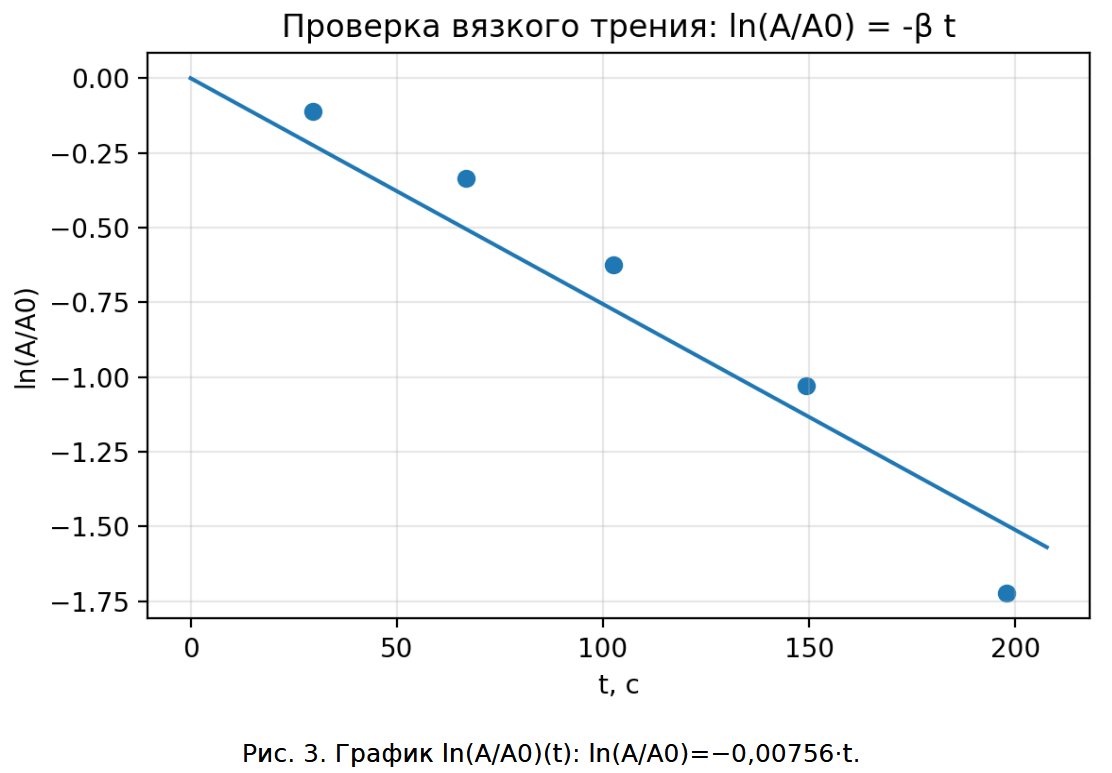 Проверка вязкого трения: ln(A/A0) = -β t
ln(A/A0)
0.00
−0.25
−0.50
−0.75
−1.00
−1.25
−1.50
−1.75
0 50 100 150 200
t, с
Рис. 3. График ln(A/A0)(t): ln(A/A0)=−0,00756·t.